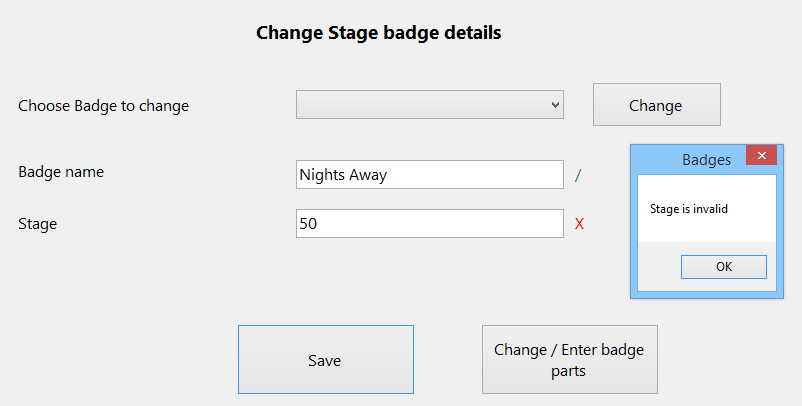 Change Stage badge details
Choose Badge to change
Change
Badge name
Nights Away
/
Badges
Stage is invalid
OK
Stage
50
X
Save
Change / Enter badge
parts